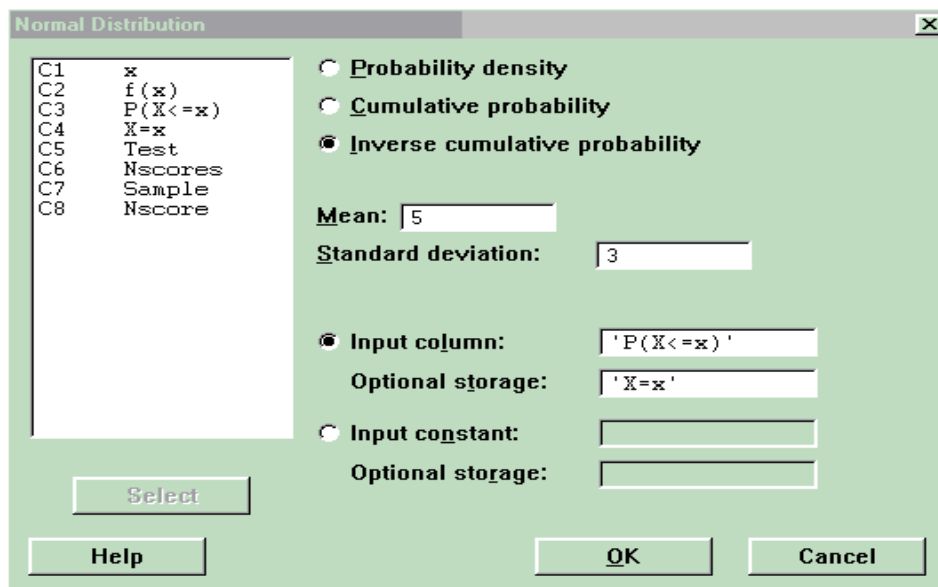 Normal Distribution
C1 x
C2 f(x)
C3 P(X<=x)
C4 X=x
C5 Test
C6 Nscores
C7 Sample
C8 Nscore
Probability density
Cumulative probability
Inverse cumulative probability
Mean: 5
Standard deviation: 3
Input column: 'P(X<=x)'
Optional storage: 'X=x'
Input constant:
Optional storage:
Select
Help
OK
Cancel